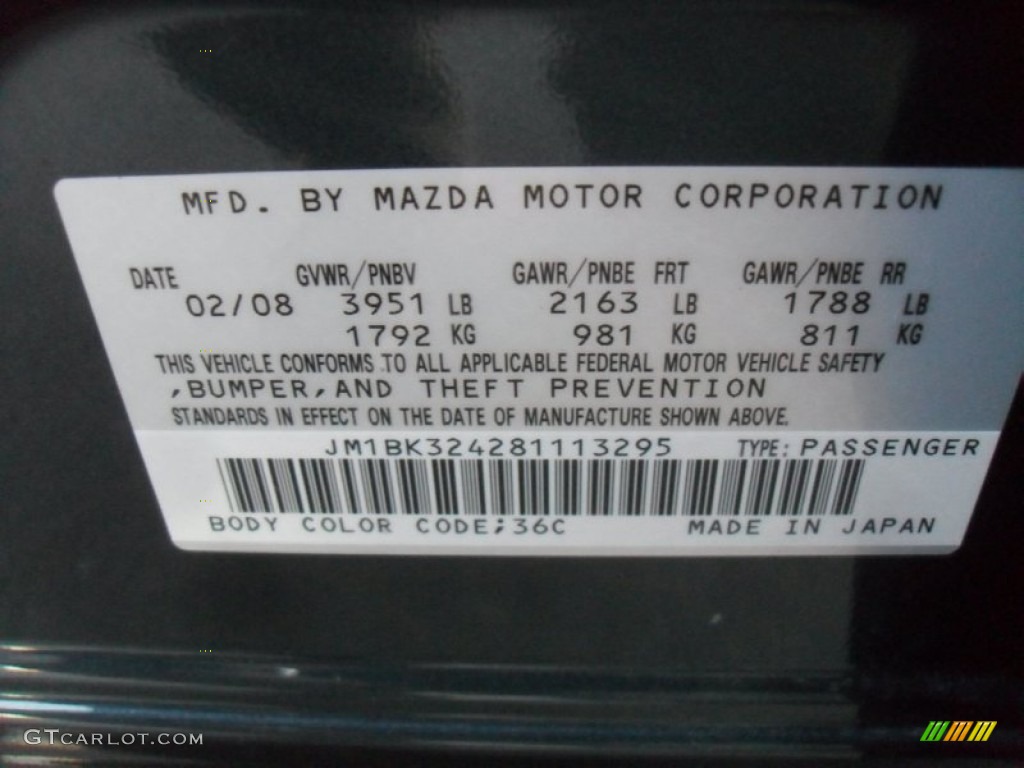 MFD. BY MAZDA MOTOR CORPORATION
DATE GVWR/PNBV GAWR/PNBE FRT GAWR/PNBE RR
02/08 3951 LB 2163 LB 1788 LB
1792 KG 981 KG 811 KG
THIS VEHICLE CONFORMS TO ALL APPLICABLE FEDERAL MOTOR VEHICLE SAFETY
,BUMPER,AND THEFT PREVENTION
STANDARDS IN EFFECT ON THE DATE OF MANUFACTURE SHOWN ABOVE.
JM1BK324281113295 TYPE: PASSENGER
BODY COLOR CODE;36C MADE IN JAPAN
GTCARLOT.COM